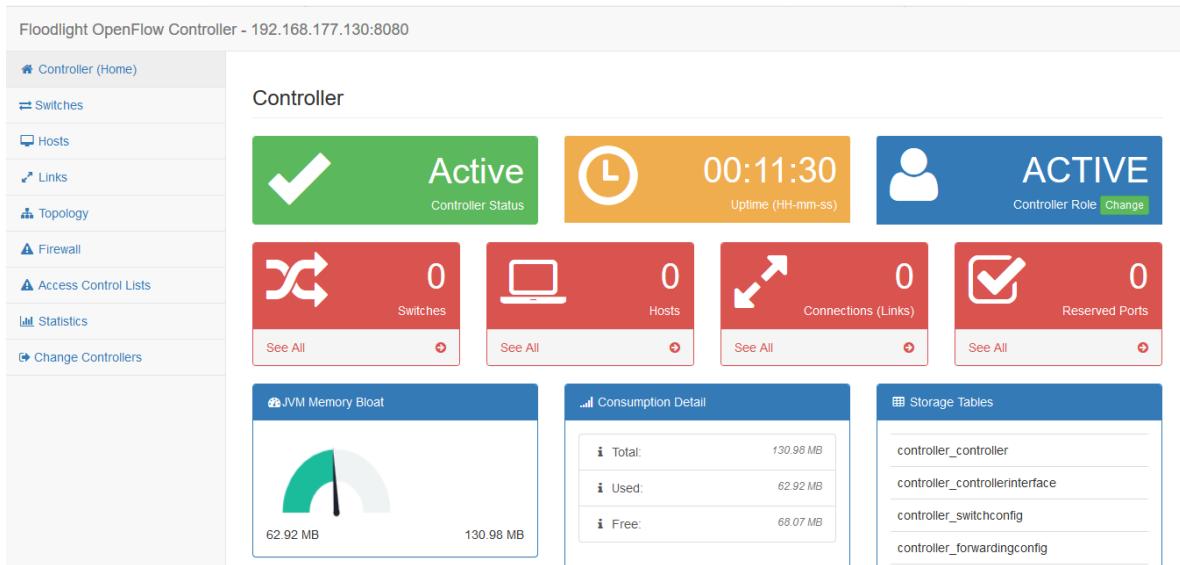 Floodlight OpenFlow Controller - 192.168.177.130:8080
Controller (Home)
Switches
Hosts
Links
Topology
Firewall
Access Control Lists
Statistics
Change Controllers
Controller
Active
Controller Status
00:11:30
Uptime (HH-mm-ss)
ACTIVE
Controller Role Change
0
Switches
See All
0
Hosts
See All
0
Connections (Links)
See All
0
Reserved Ports
See All
JVM Memory Bloat
62.92 MB 130.98 MB
Consumption Detail
Total: 130.98 MB
Used: 62.92 MB
Free: 68.07 MB
Storage Tables
controller_controller
controller_controllerinterface
controller_switchconfig
controller_forwardingconfig